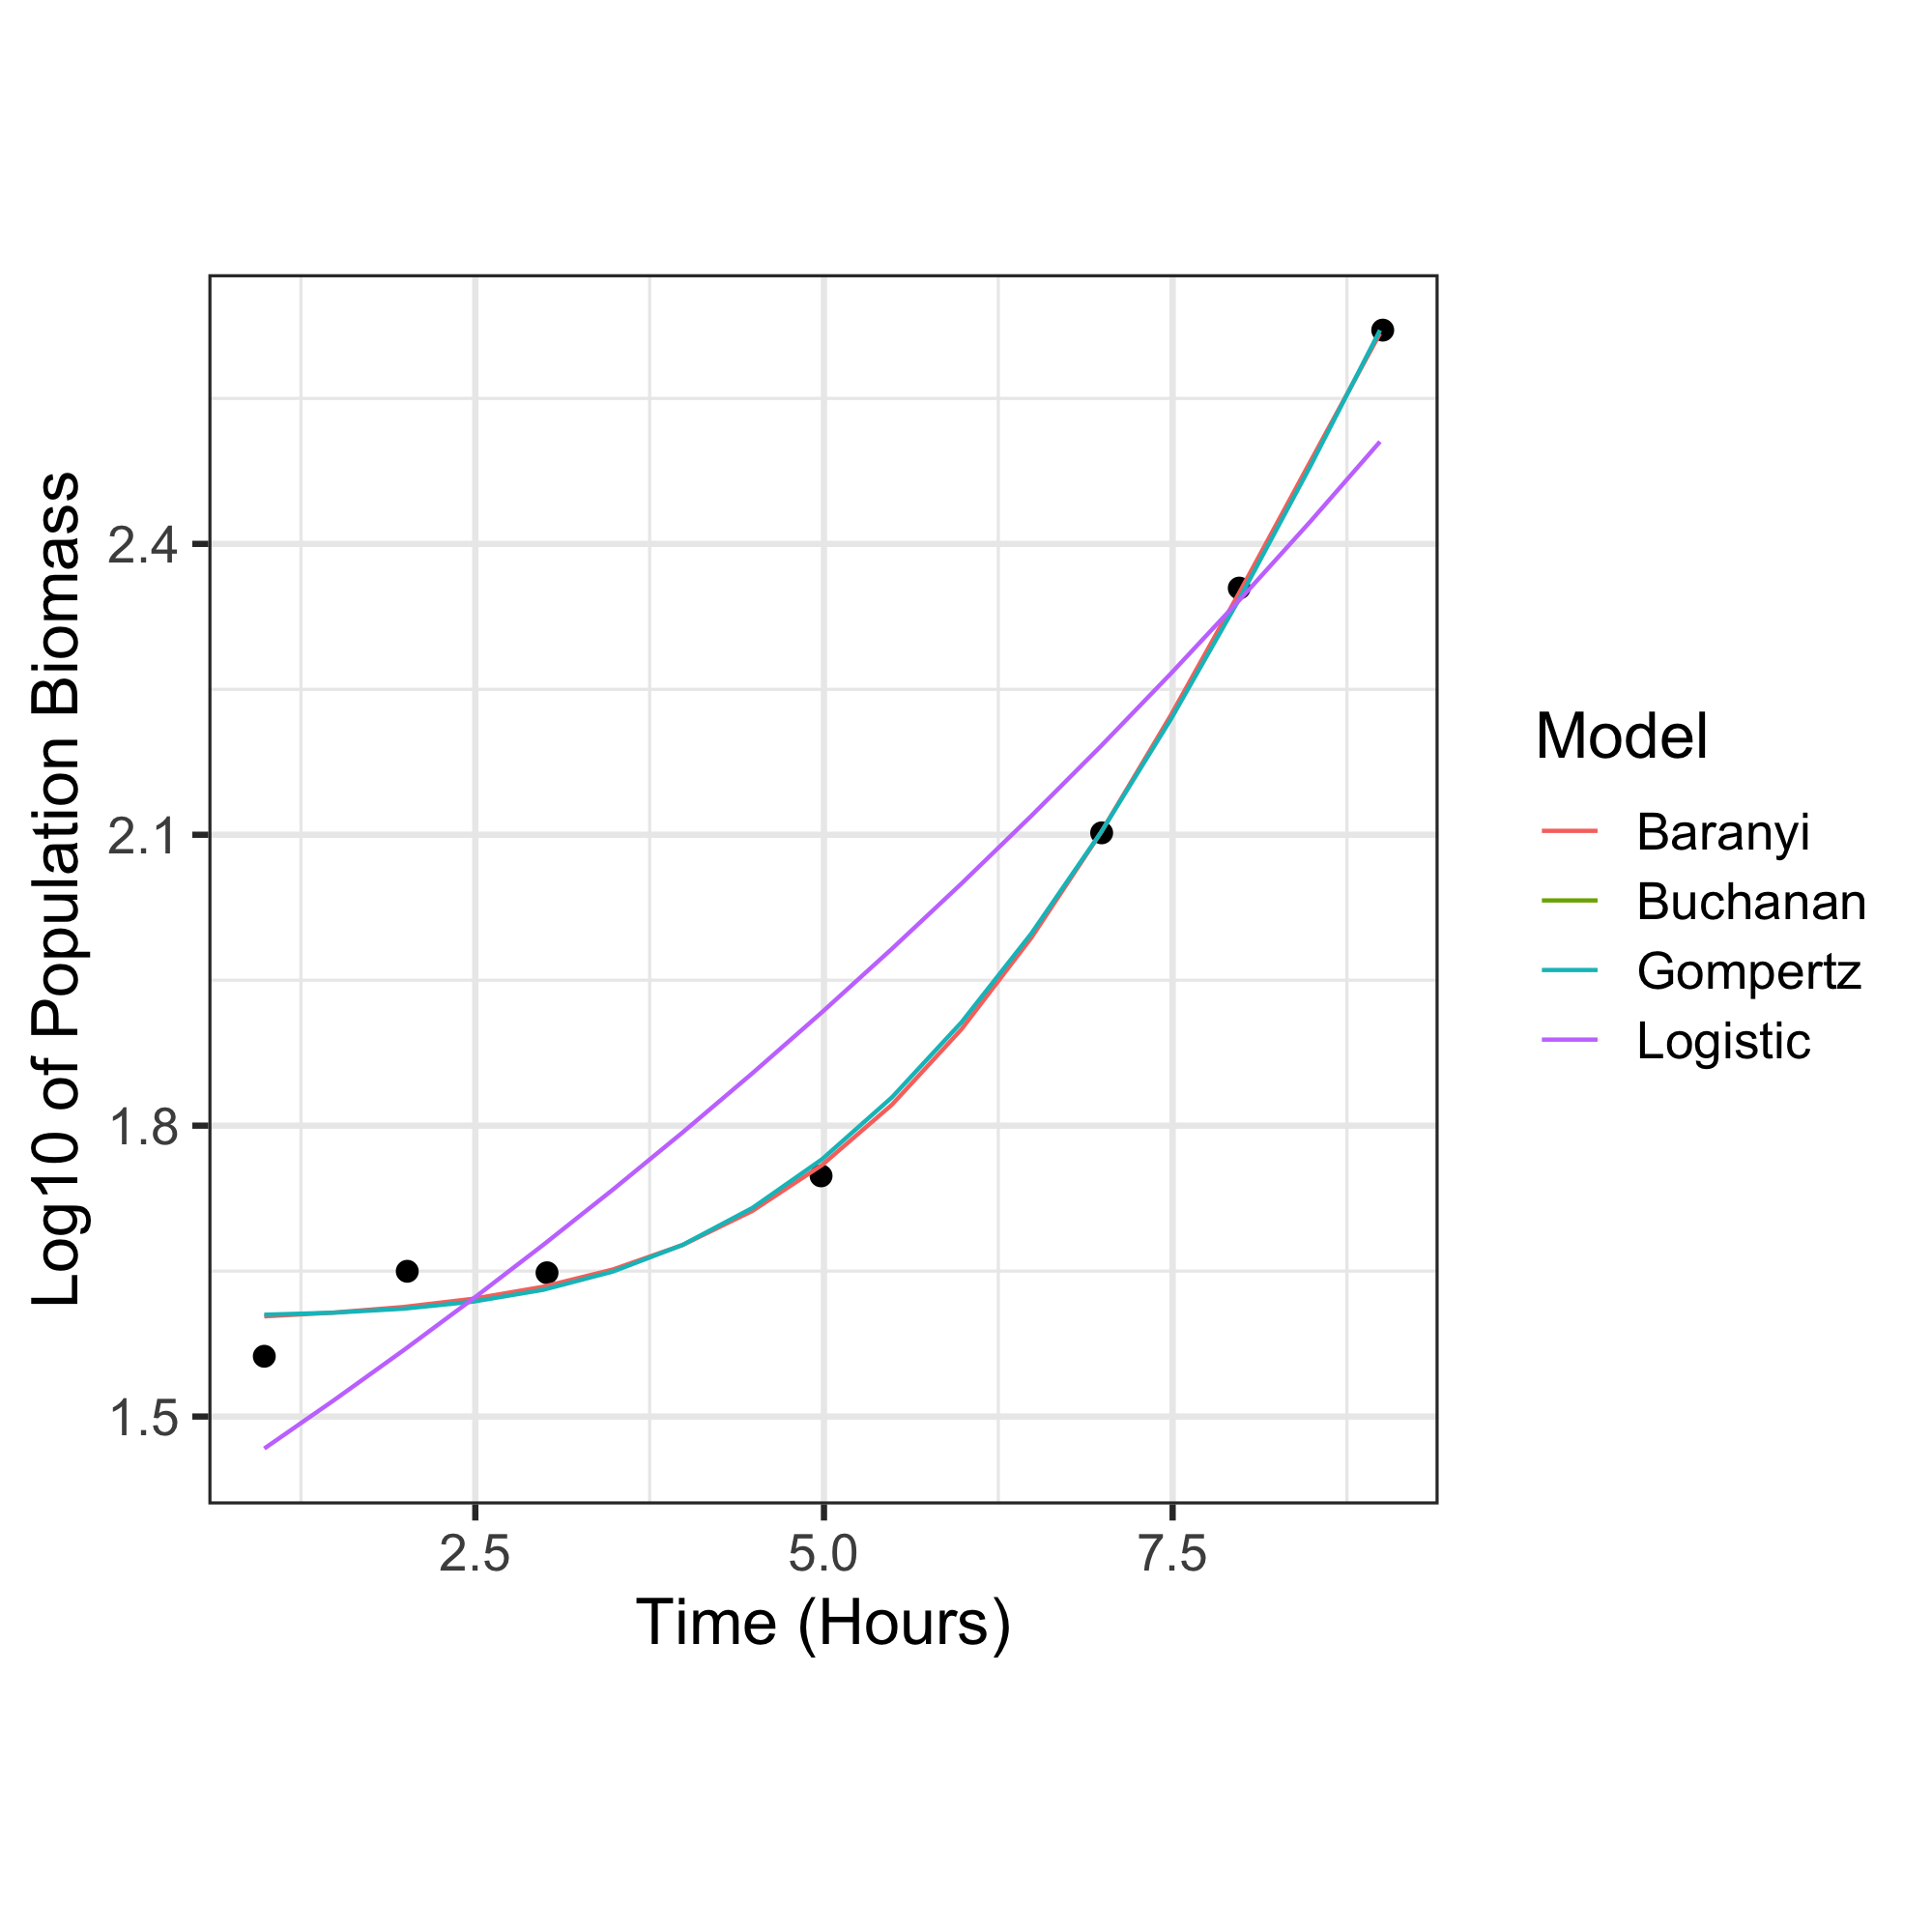 Log10 of Population Biomass
2.4
2.1
1.8
1.5
2.5
5.0
7.5
Time (Hours)
Model
Baranyi
Buchanan
Gompertz
Logistic